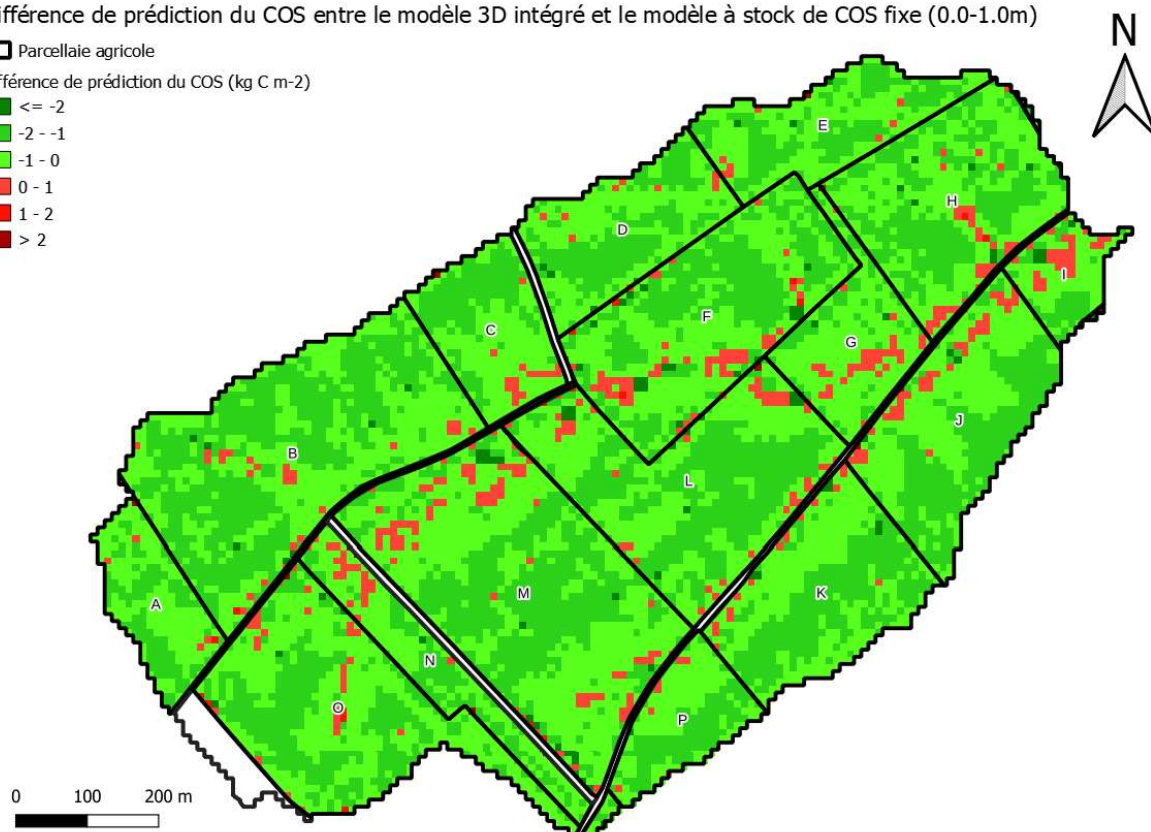 ifférence de prédiction du COS entre le modèle 3D intégré et le modèle à stock de COS fixe (0.0-1.0m)
N
Parcellaie agricole
fférence de prédiction du COS (kg C m-2)
<= -2
-2 - -1
-1 - 0
0 - 1
1 - 2
> 2
E
H
D
I
F
C
G
J
B
L
M
K
A
N
O
P
0 100 200 m